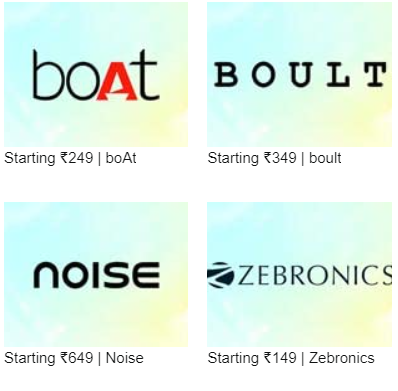 boAt
BOULT
Starting ₹249 | boAt
Starting ₹349 | boult
noise
ZEBRONICS
Starting ₹649 | Noise
Starting ₹149 | Zebronics